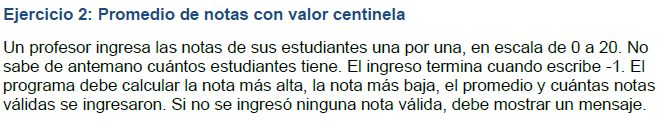 Ejercicio 2: Promedio de notas con valor centinela
Un profesor ingresa las notas de sus estudiantes una por una, en escala de 0 a 20. No
sabe de antemano cuántos estudiantes tiene. El ingreso termina cuando escribe -1. El
programa debe calcular la nota más alta, la nota más baja, el promedio y cuántas notas
válidas se ingresaron. Si no se ingresó ninguna nota válida, debe mostrar un mensaje.